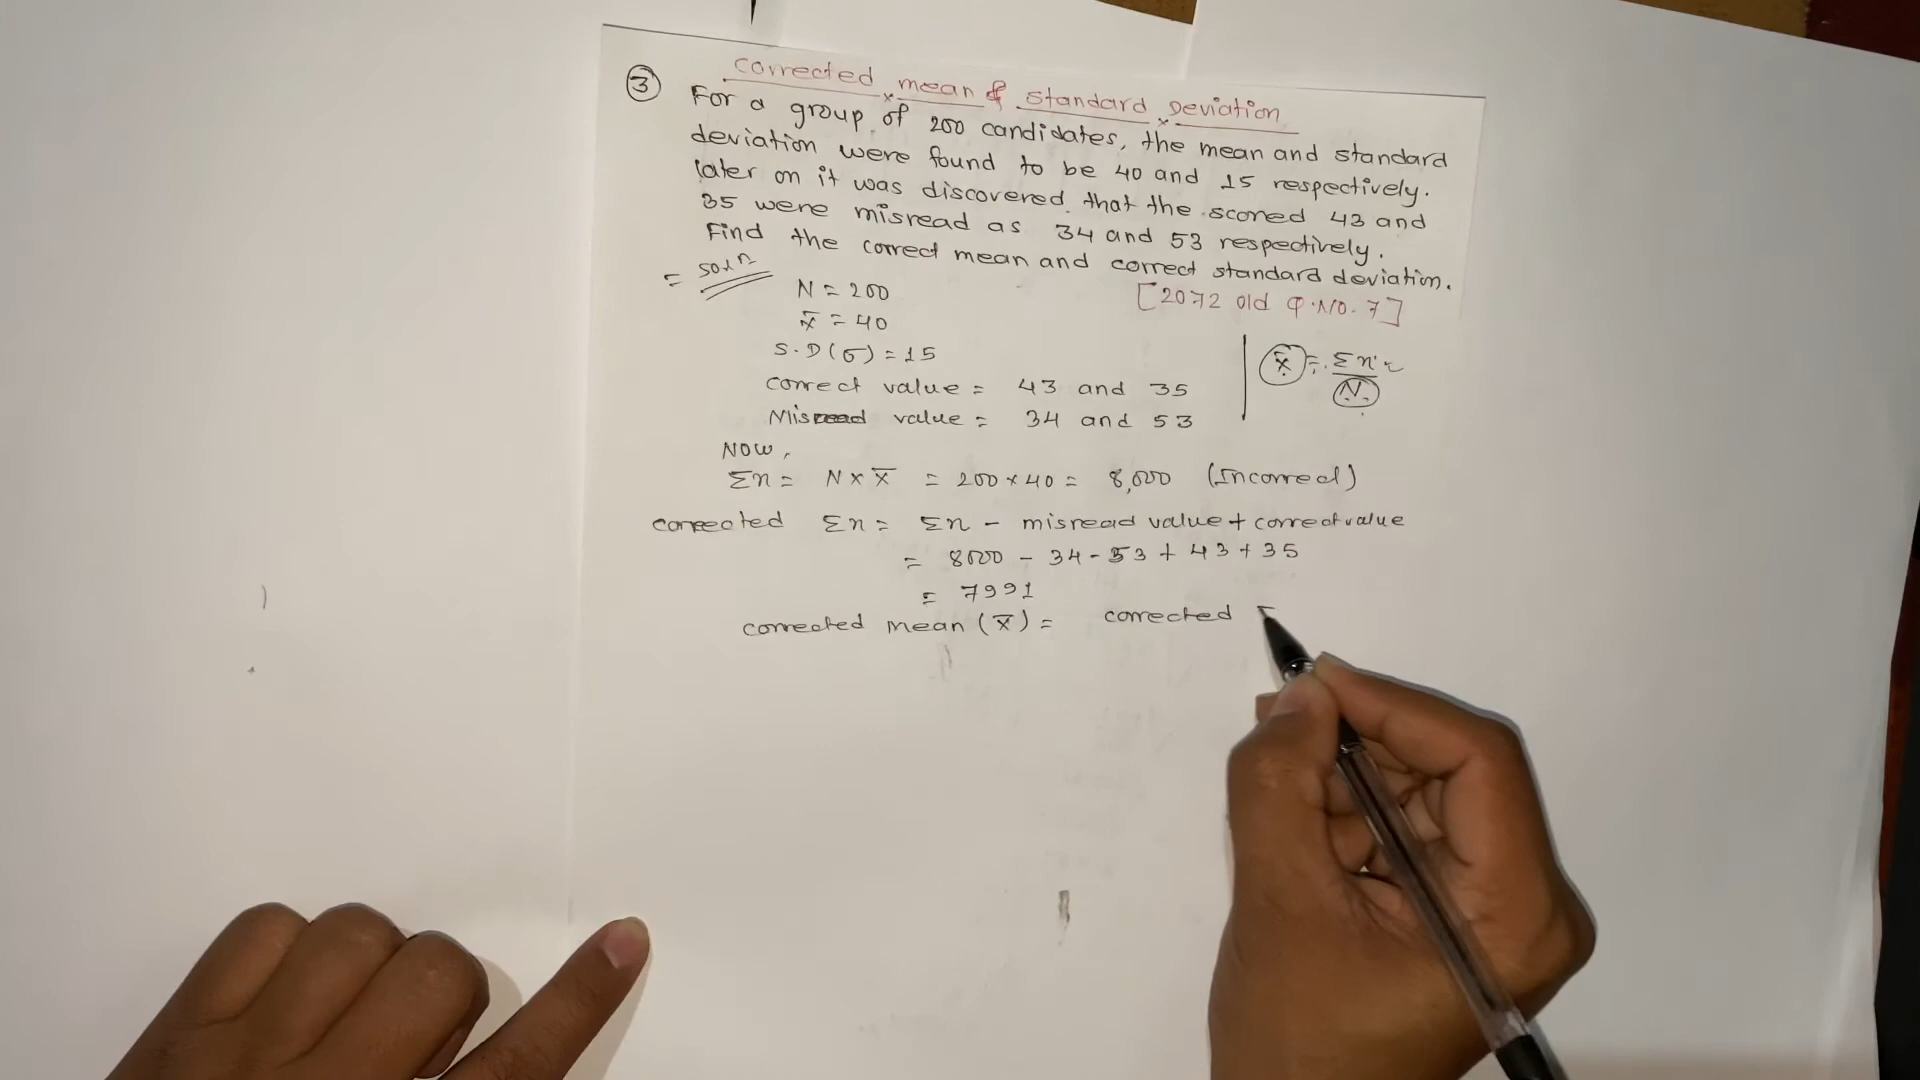 corrected mean & standard Deviation
③ For a group of 200 candidates, the mean and standard
deviation were found to be 40 and 15 respectively.
later on it was discovered that the scored 43 and
35 were misread as 34 and 53 respectively.
Find the correct mean and correct standard deviation.
[2072 old Q.NO. 7]
= solⁿ
N = 200
x̄ = 40
S.D(σ) = 15
correct value = 43 and 35
Misread value = 34 and 53
x̄ = Σx
N
NOW,
Σx = N × x̄ = 200 × 40 = 8,000 (Incorrect)
corrected Σx = Σx - misread value + correct value
= 8000 - 34 - 53 + 43 + 35
= 7991
corrected mean (x̄) = corrected